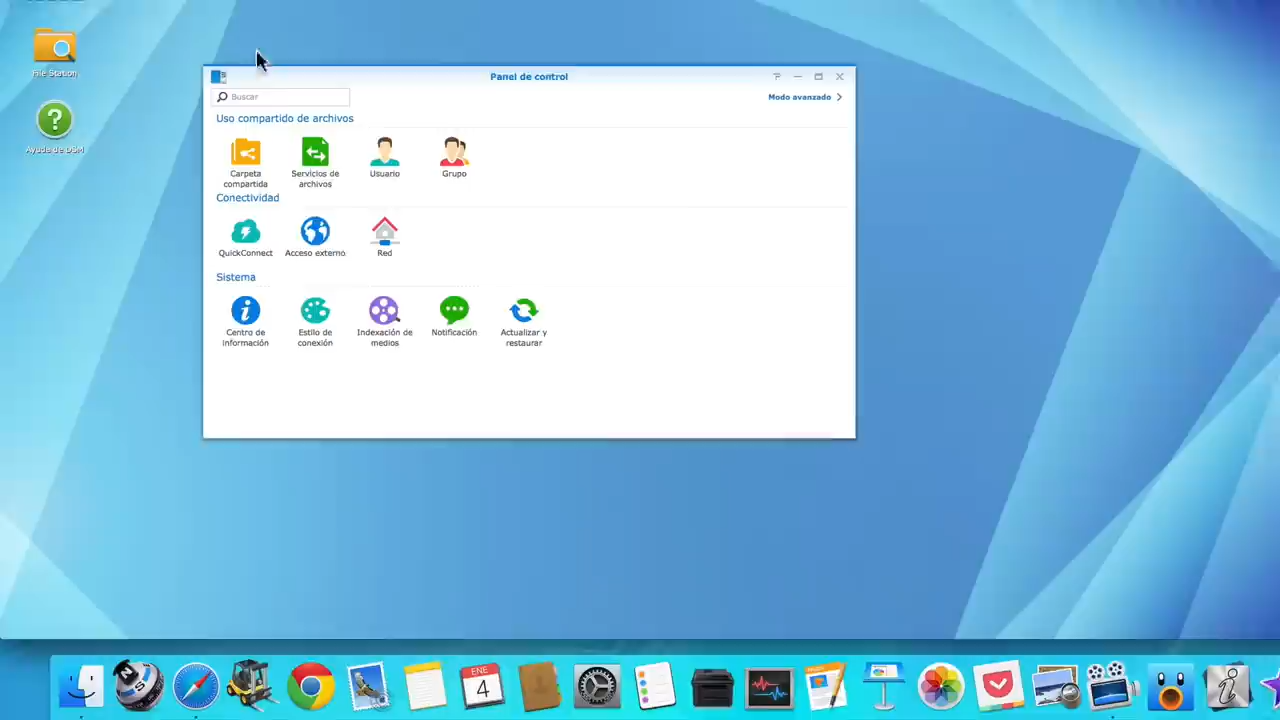 File Station
Ayuda de DSM
Panel de control
Buscar
Modo avanzado
Uso compartido de archivos
Carpeta
compartida
Servicios de
archivos
Usuario
Grupo
Conectividad
QuickConnect
Acceso externo
Red
Sistema
Centro de
información
Estilo de
conexión
Indexación de
medios
Notificación
Actualizar y
restaurar
N
S
ENE
4